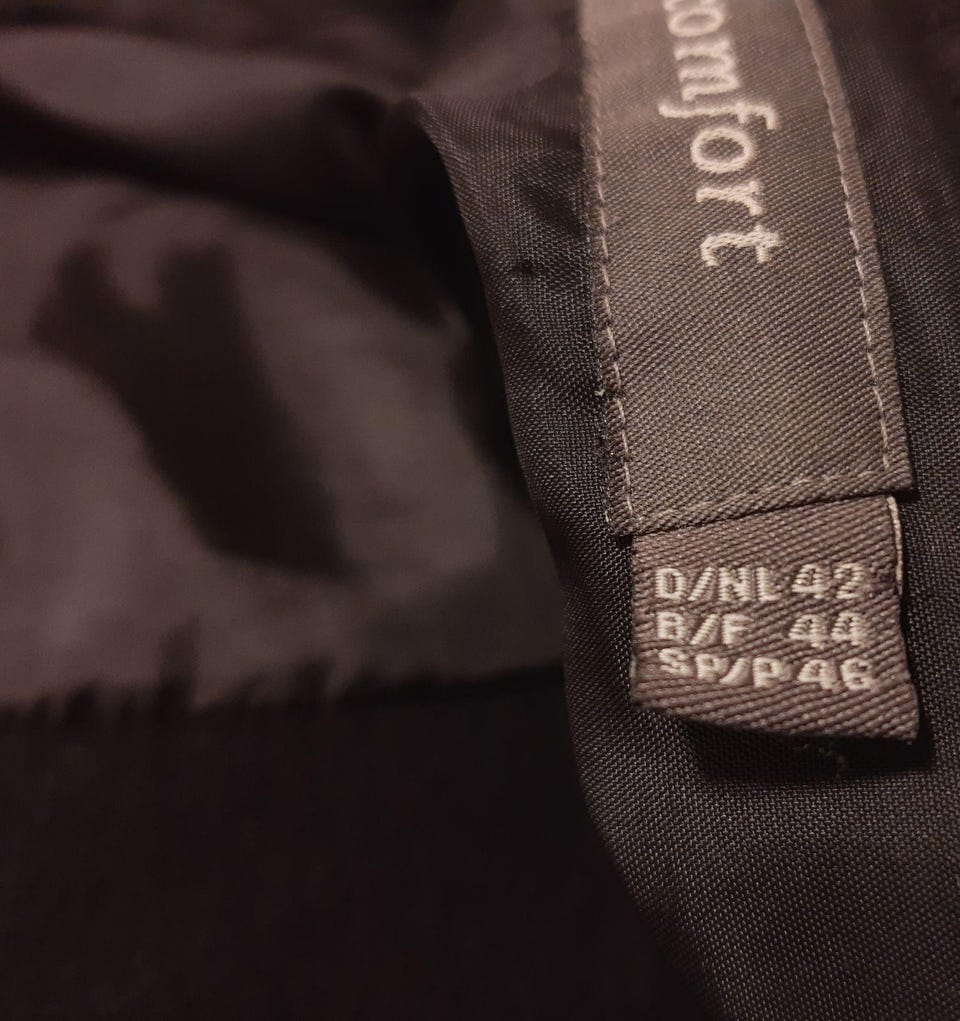 comfort
D/NL 42
B/F 44
SP/P 46